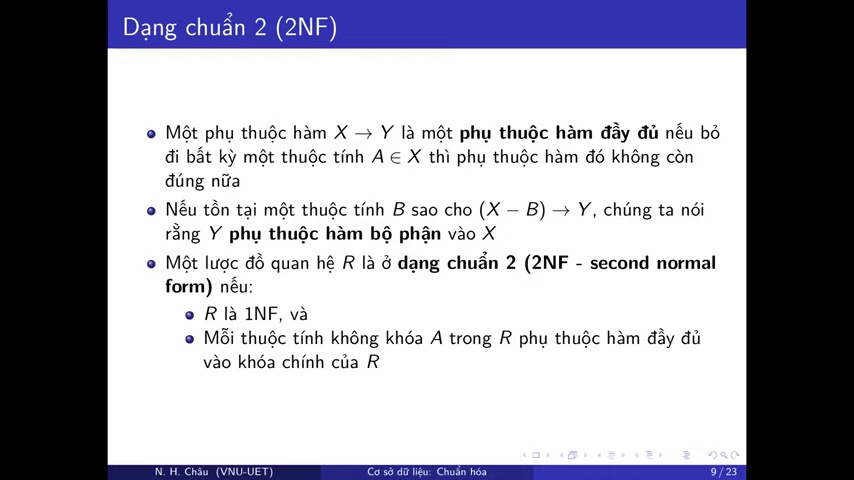 Dạng chuẩn 2 (2NF)
Một phụ thuộc hàm X → Y là một phụ thuộc hàm đầy đủ nếu bỏ
đi bất kỳ một thuộc tính A ∈ X thì phụ thuộc hàm đó không còn
đúng nữa
Nếu tồn tại một thuộc tính B sao cho (X − B) → Y, chúng ta nói
rằng Y phụ thuộc hàm bộ phận vào X
Một lược đồ quan hệ R là ở dạng chuẩn 2 (2NF - second normal
form) nếu:
R là 1NF, và
Mỗi thuộc tính không khóa A trong R phụ thuộc hàm đầy đủ
vào khóa chính của R
N. H. Châu (VNU-UET) Cơ sở dữ liệu: Chuẩn hóa 9 / 23